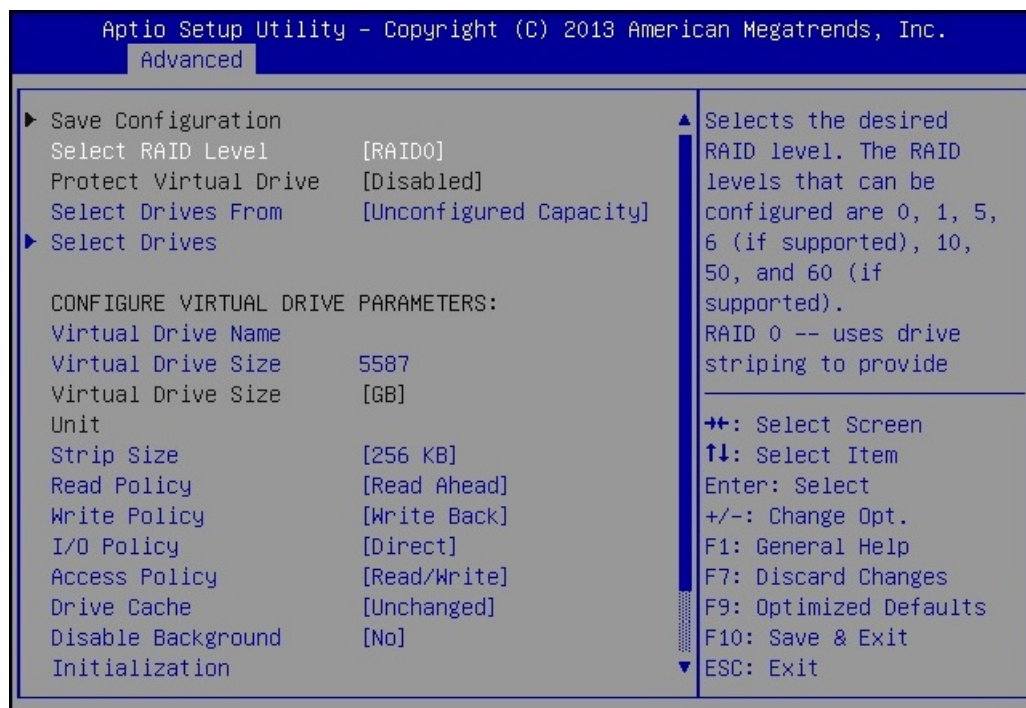 Aptio Setup Utility – Copyright (C) 2013 American Megatrends, Inc.
Advanced
Save Configuration
Select RAID Level [RAID0]
Protect Virtual Drive [Disabled]
Select Drives From [Unconfigured Capacity]
Select Drives
CONFIGURE VIRTUAL DRIVE PARAMETERS:
Virtual Drive Name
Virtual Drive Size 5587
Virtual Drive Size [GB]
Unit
Strip Size [256 KB]
Read Policy [Read Ahead]
Write Policy [Write Back]
I/O Policy [Direct]
Access Policy [Read/Write]
Drive Cache [Unchanged]
Disable Background [No]
Initialization
Selects the desired
RAID level. The RAID
levels that can be
configured are 0, 1, 5,
6 (if supported), 10,
50, and 60 (if
supported).
RAID 0 -- uses drive
striping to provide
→←: Select Screen
↑↓: Select Item
Enter: Select
+/-: Change Opt.
F1: General Help
F7: Discard Changes
F9: Optimized Defaults
F10: Save & Exit
ESC: Exit